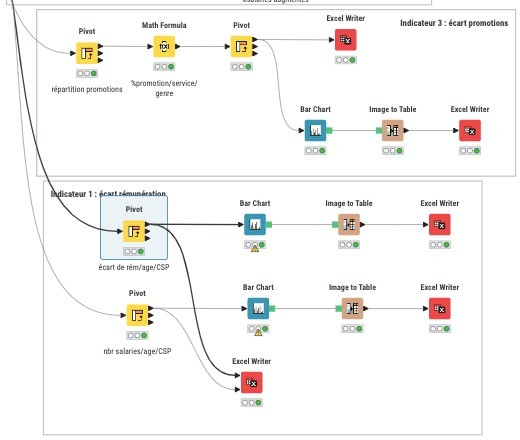 Indicateur 3 : écart promotions
Pivot
Math Formula
Pivot
Excel Writer
répartition promotions
%promotion/service/
genre
Bar Chart
Image to Table
Excel Writer
Indicateur 1 : écart rémunération
Pivot
Bar Chart
Image to Table
Excel Writer
écart de rém/age/CSP
Pivot
Bar Chart
Image to Table
Excel Writer
nbr salaries/age/CSP
Excel Writer